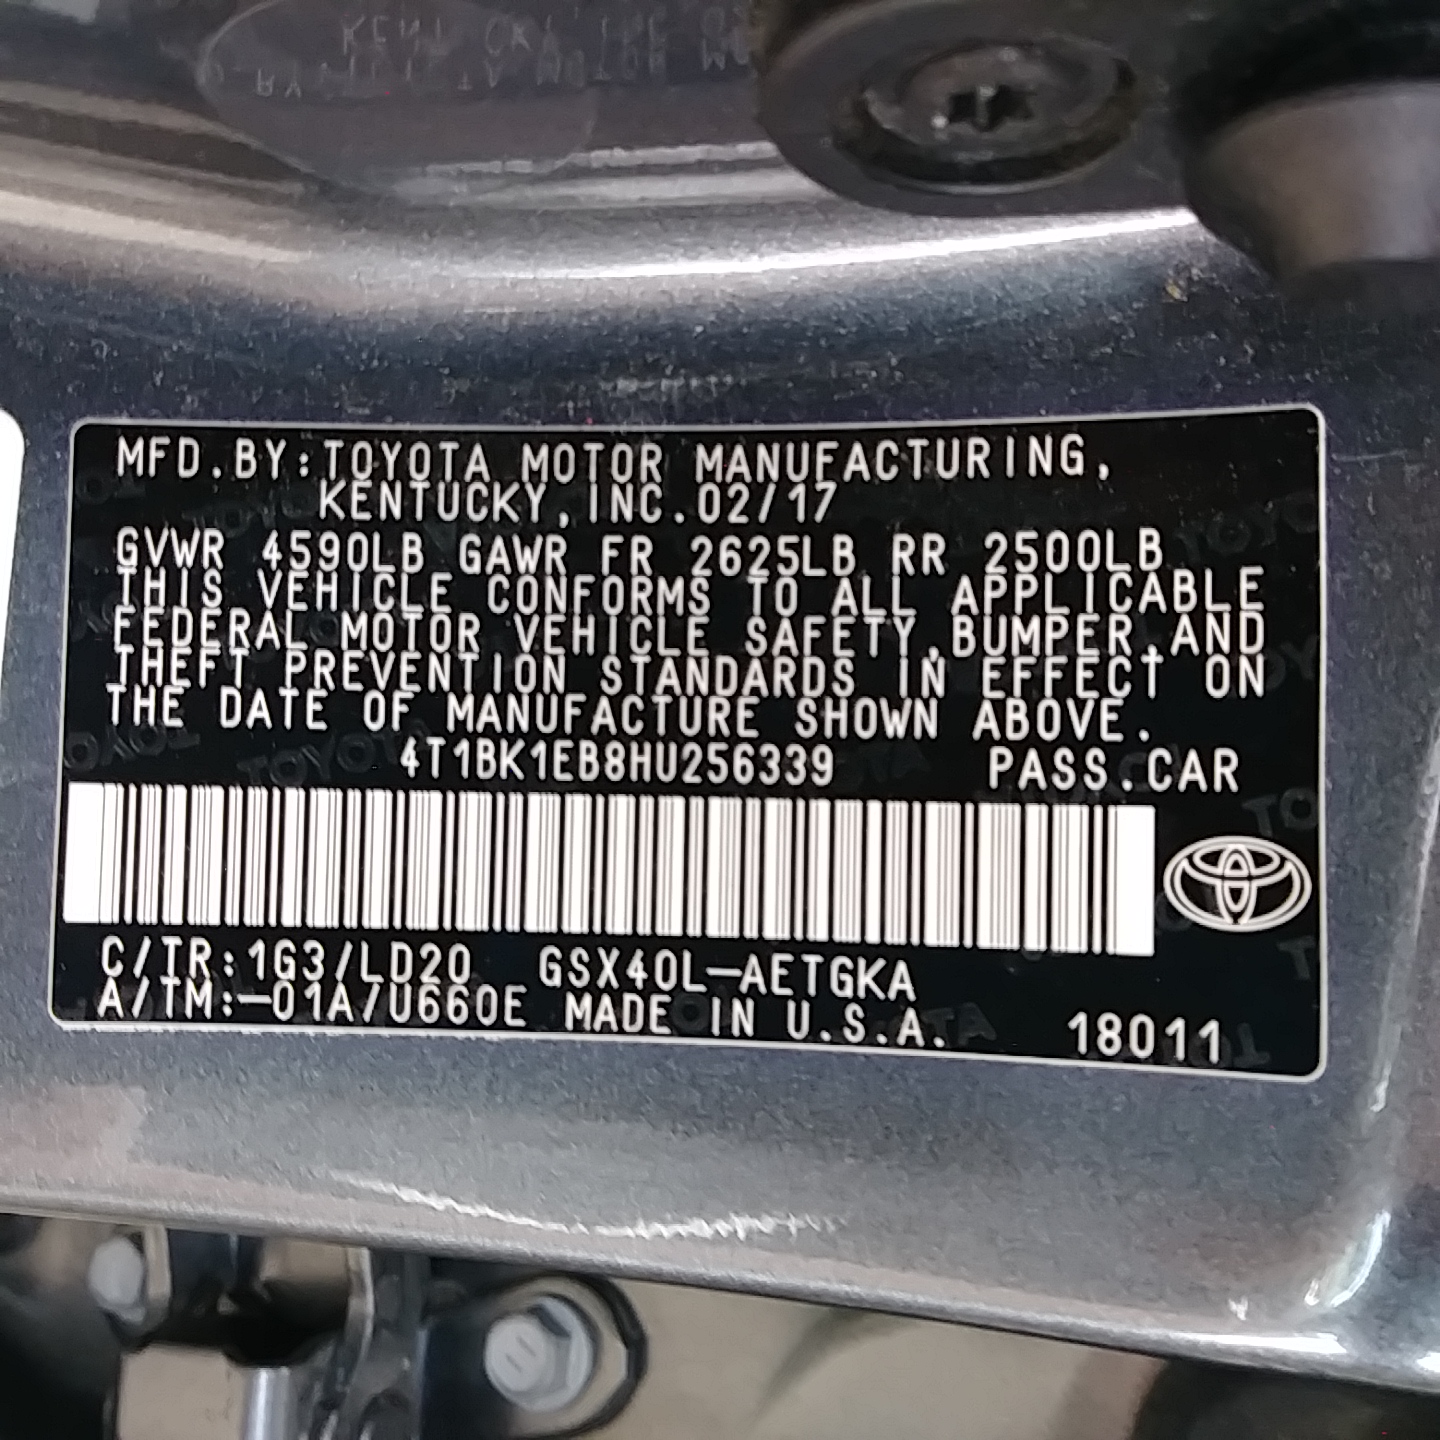 MFD.BY:TOYOTA MOTOR MANUFACTURING,
KENTUCKY, INC. 02/17
GVWR 4590LB GAWR FR 2625LB RR 2500LB
THIS VEHICLE CONFORMS TO ALL APPLICABLE
FEDERAL MOTOR VEHICLE SAFETY,BUMPER,AND
THEFT PREVENTION STANDARDS IN EFFECT ON
THE DATE OF MANUFACTURE SHOWN ABOVE.
4T1BK1EB8HU256339 PASS.CAR
C/TR:1G3/LD20 GSX40L-AETGKA
A/TM:-01A/U660E MADE IN U.S.A. 18011